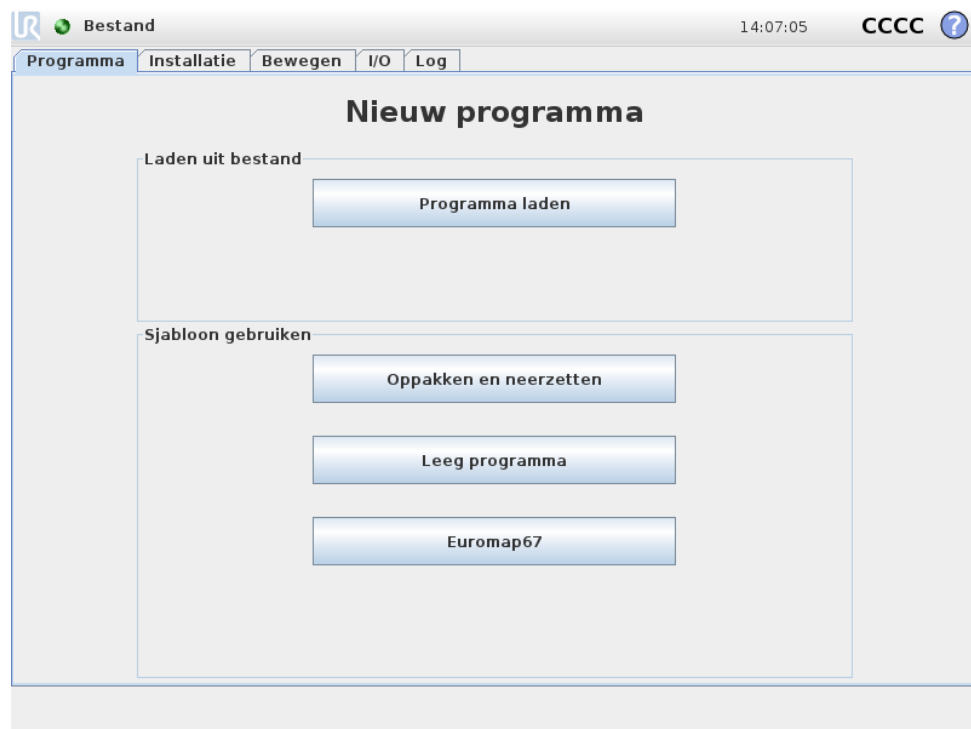 UR Bestand 14:07:05 CCCC ?
Programma Installatie Bewegen I/O Log
Nieuw programma
Laden uit bestand
Programma laden
Sjabloon gebruiken
Oppakken en neerzetten
Leeg programma
Euromap67